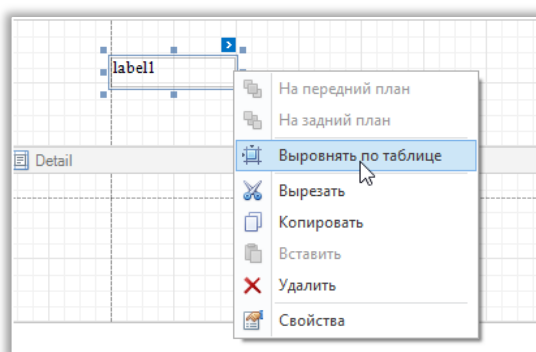 label1
На передний план
На задний план
Detail
Выровнять по таблице
Вырезать
Копировать
Вставить
Удалить
Свойства